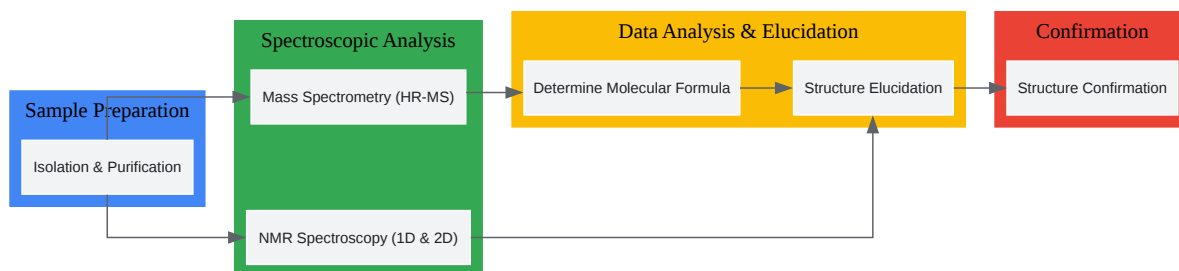 Sample Preparation
Isolation & Purification
Spectroscopic Analysis
Mass Spectrometry (HR-MS)
NMR Spectroscopy (1D & 2D)
Data Analysis & Elucidation
Determine Molecular Formula
Structure Elucidation
Confirmation
Structure Confirmation